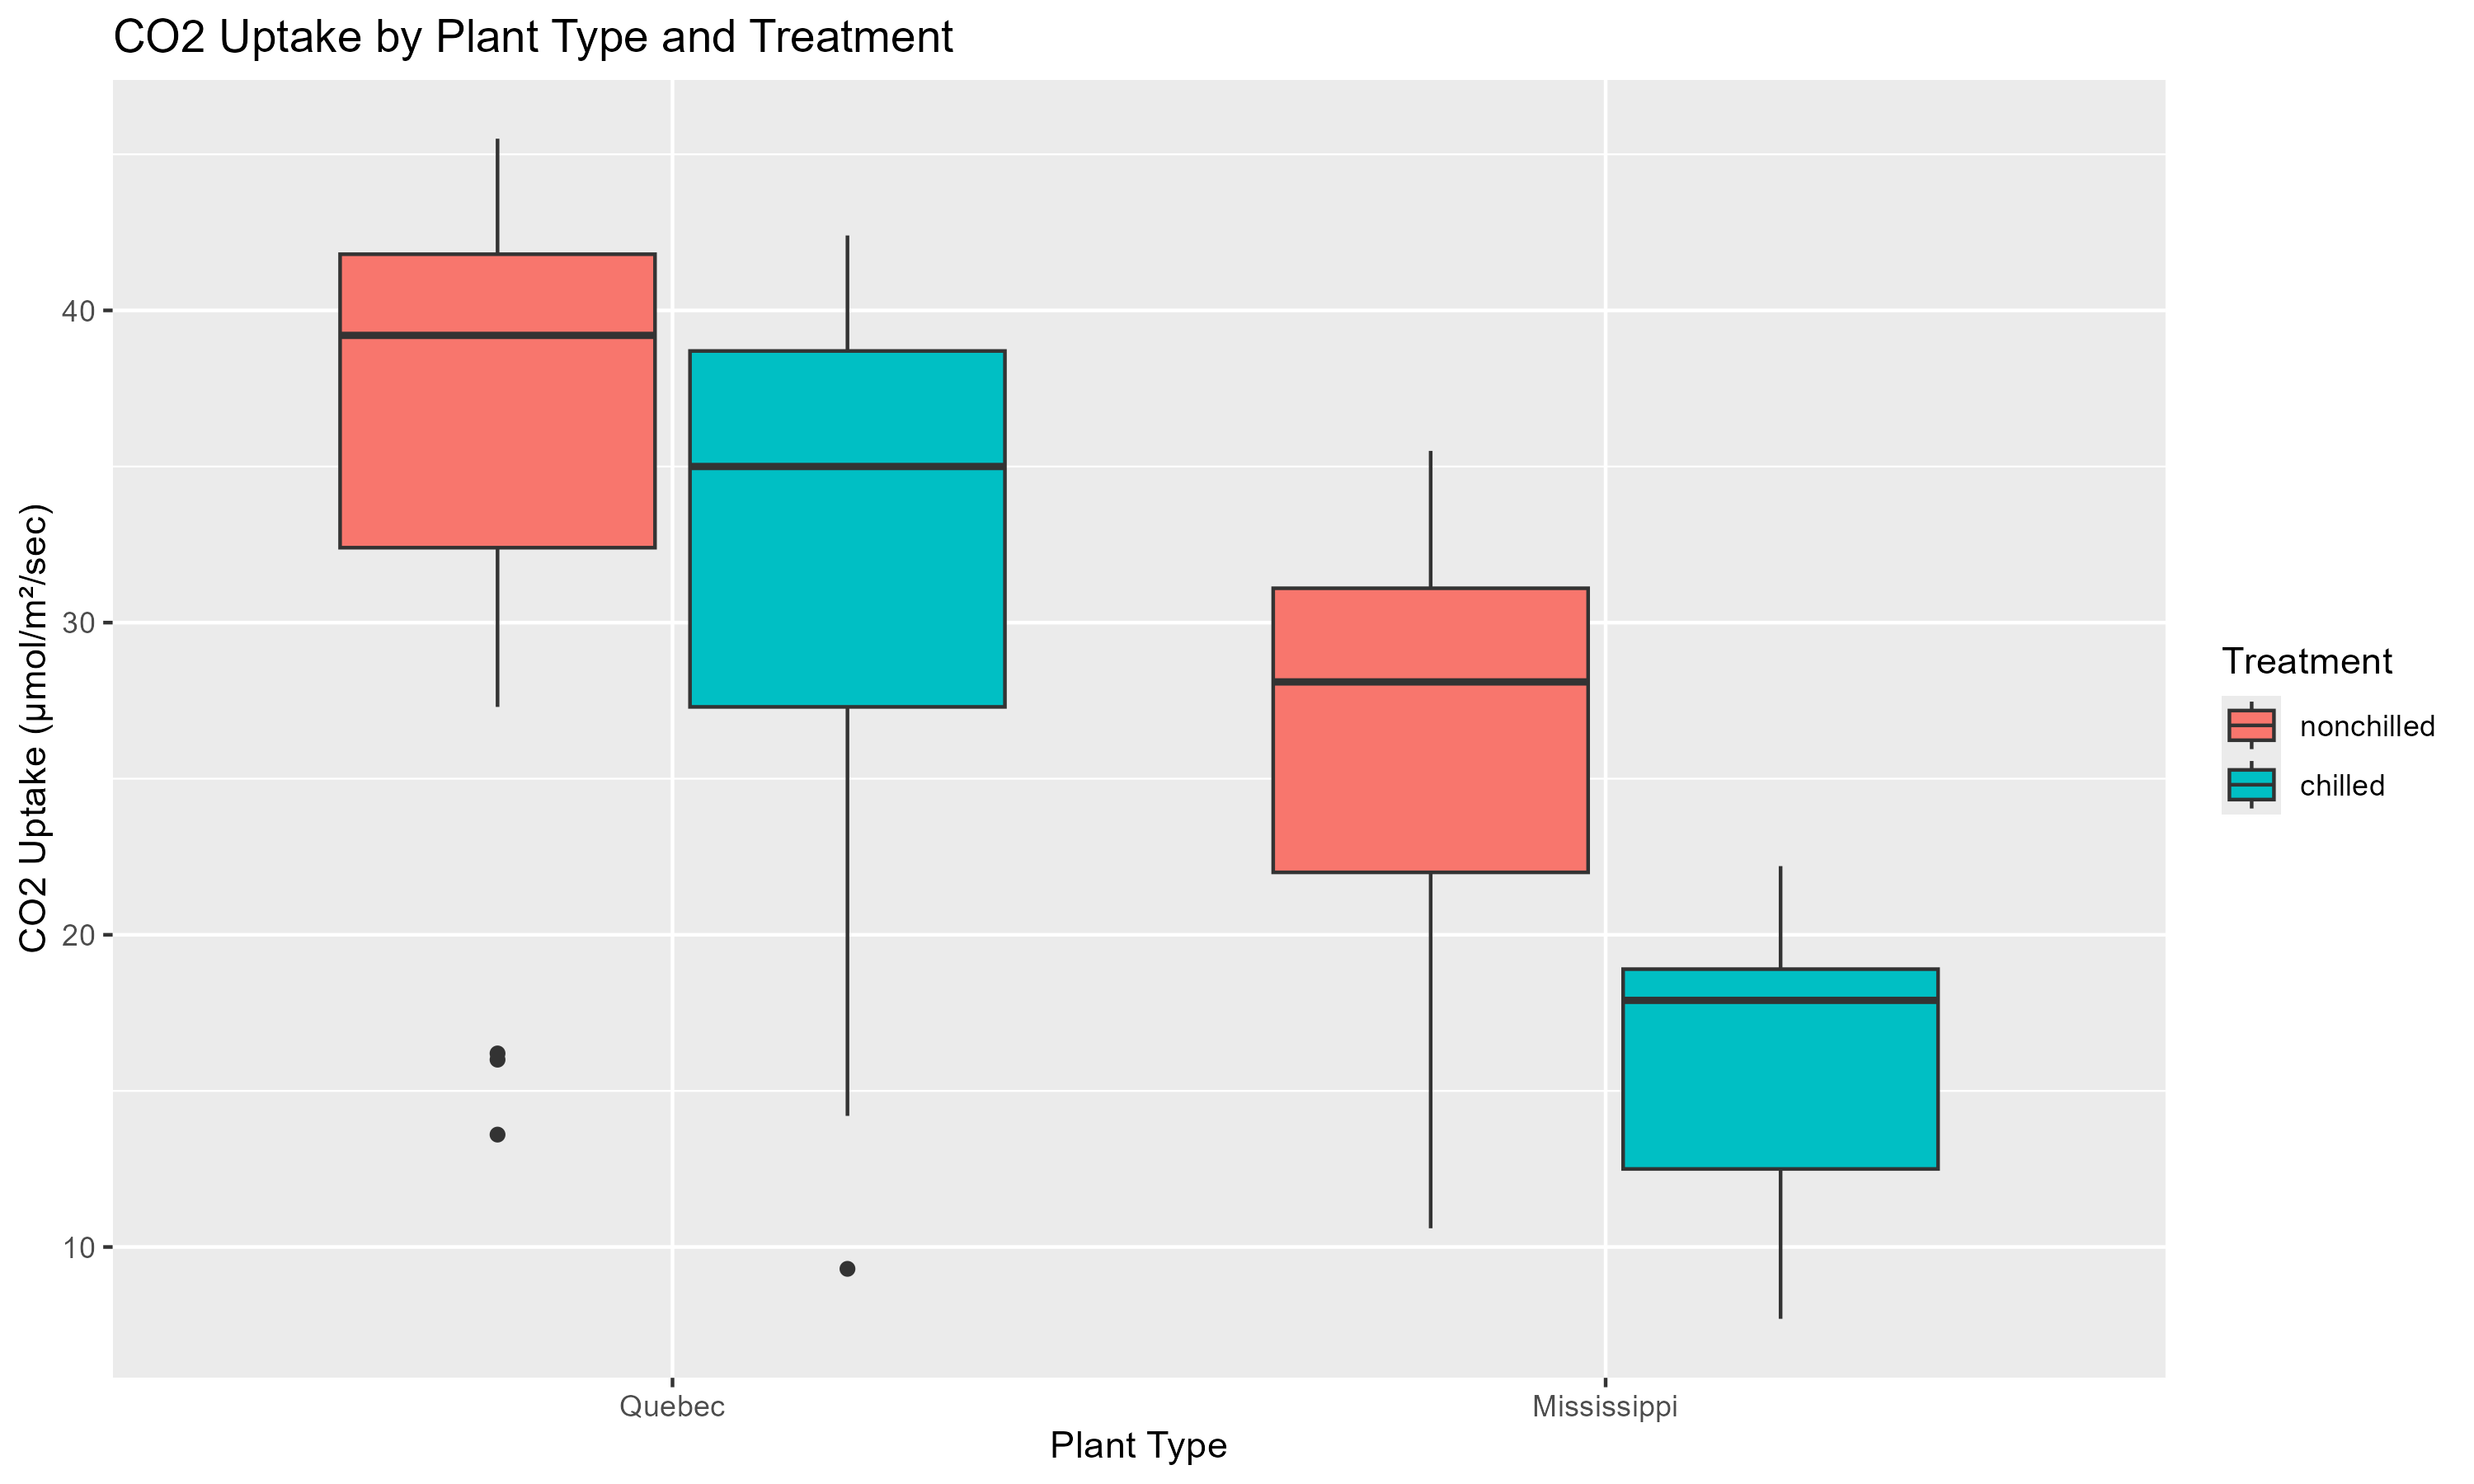 CO2 Uptake by Plant Type and Treatment
CO2 Uptake (μmol/m²/sec)
40
30
20
10
Quebec
Mississippi
Plant Type
Treatment
nonchilled
chilled